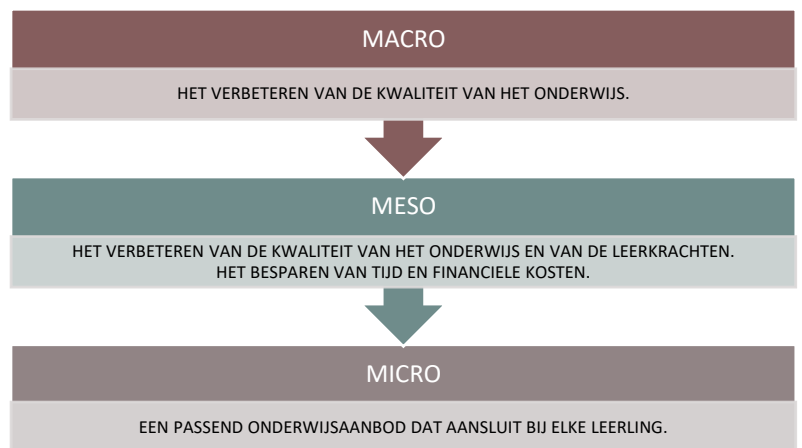 MACRO
HET VERBETEREN VAN DE KWALITEIT VAN HET ONDERWIJS.
MESO
HET VERBETEREN VAN DE KWALITEIT VAN HET ONDERWIJS EN VAN DE LEERKRACHTEN.
HET BESPAREN VAN TIJD EN FINANCIELE KOSTEN.
MICRO
EEN PASSEND ONDERWIJSAANBOD DAT AANSLUIT BIJ ELKE LEERLING.